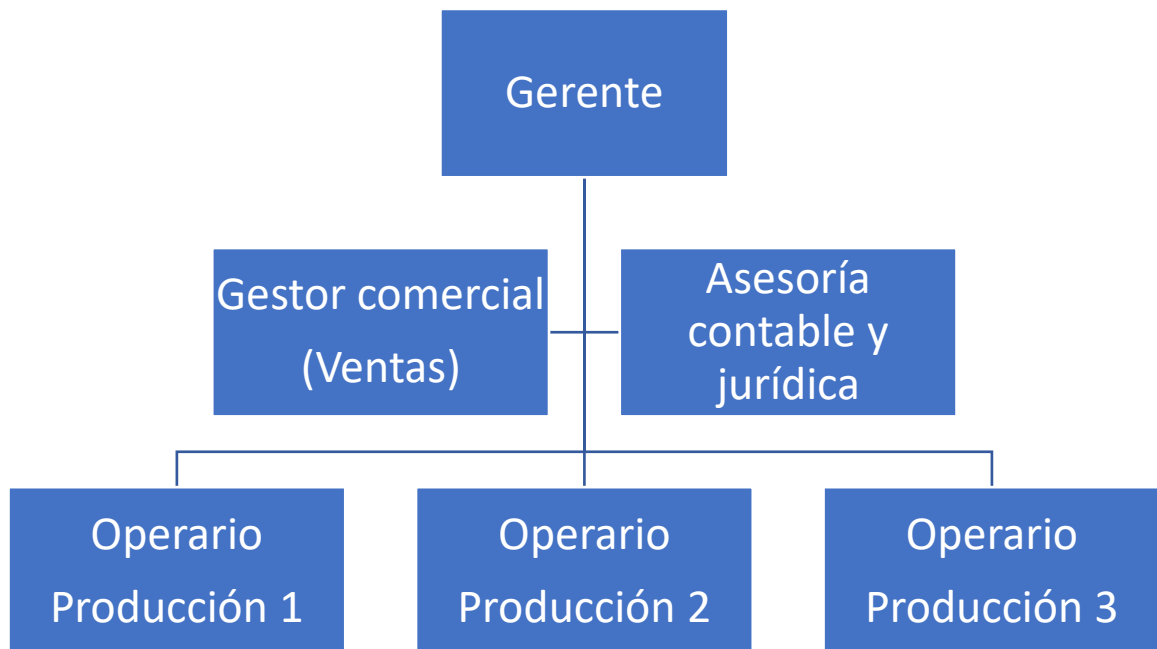 Gerente
Gestor comercial
(Ventas)
Asesoría
contable y
jurídica
Operario
Producción 1
Operario
Producción 2
Operario
Producción 3